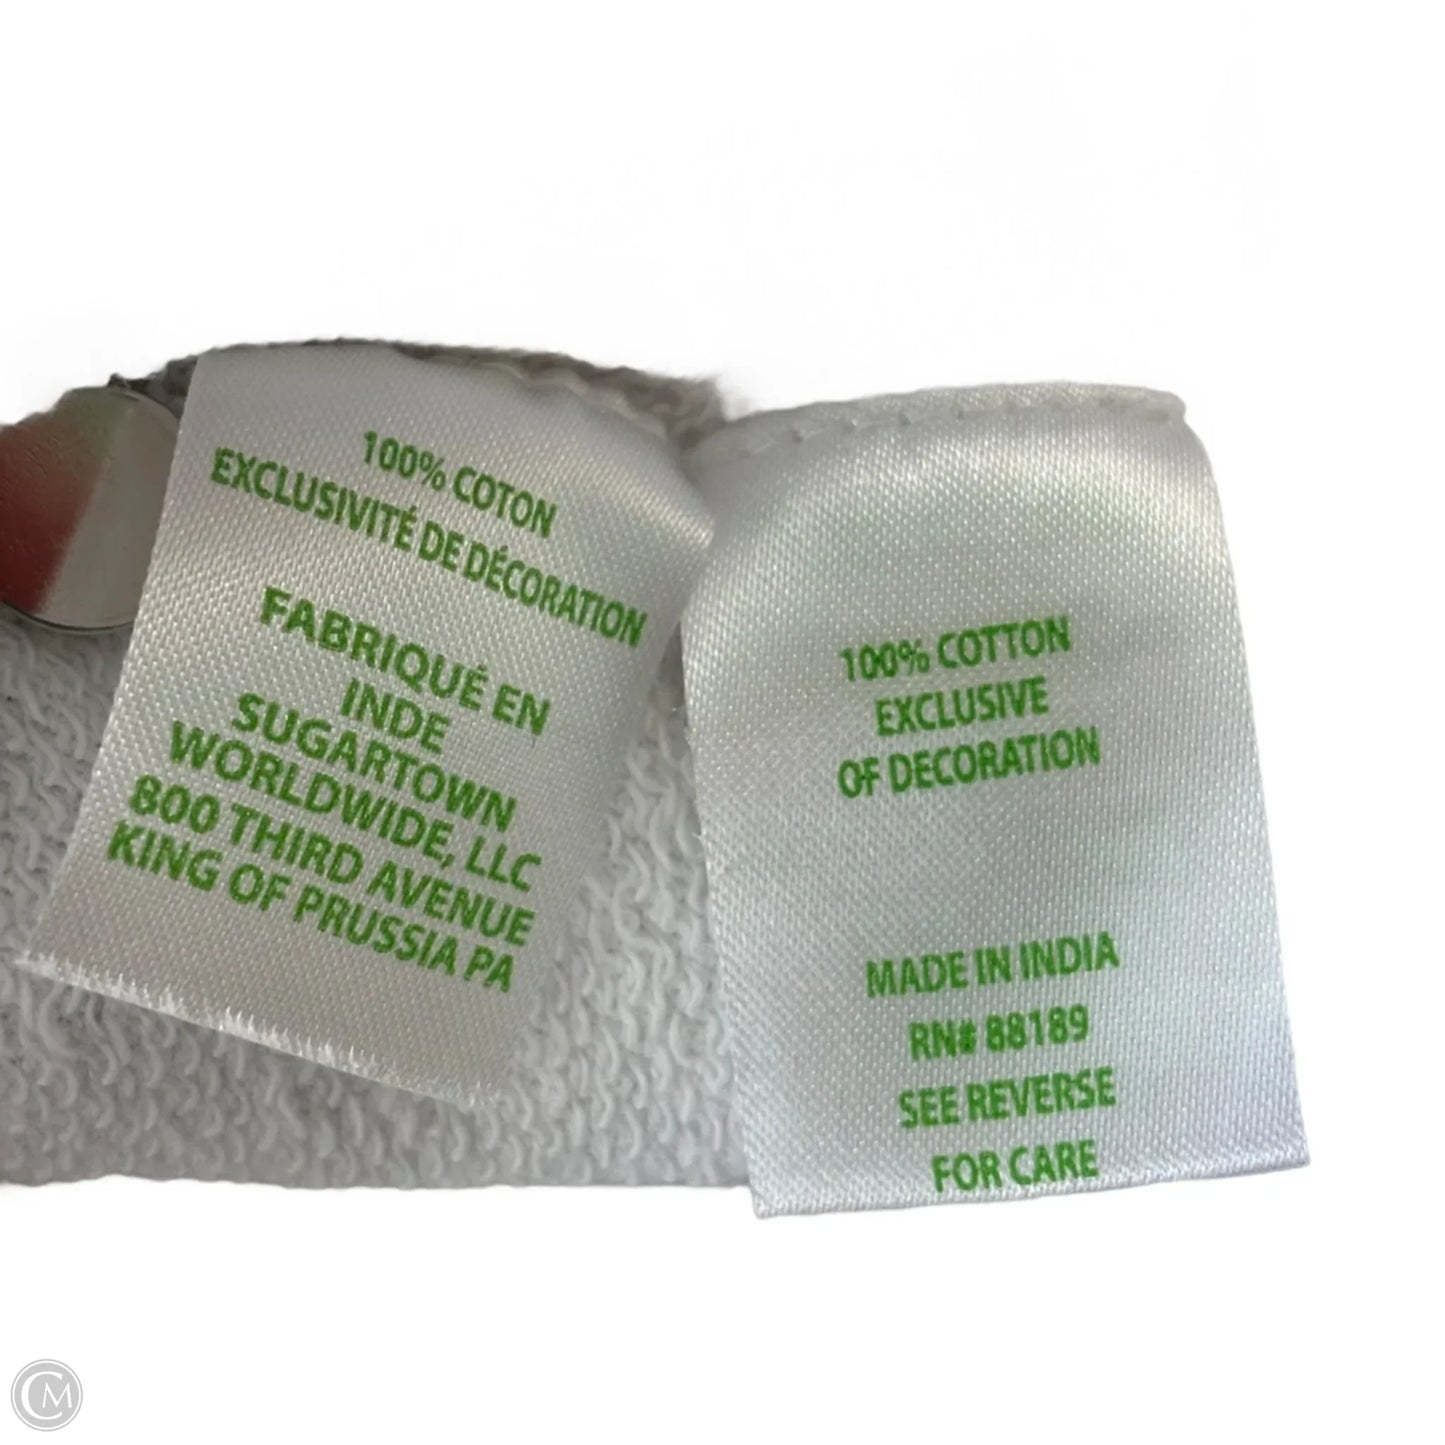 100% COTON
EXCLUSIVITÉ DE DÉCORATION
FABRIQUÉ EN
INDE
SUGARTOWN
WORLDWIDE, LLC
800 THIRD AVENUE
KING OF PRUSSIA PA
100% COTTON
EXCLUSIVE
OF DECORATION
MADE IN INDIA
RN# 88189
SEE REVERSE
FOR CARE
CM